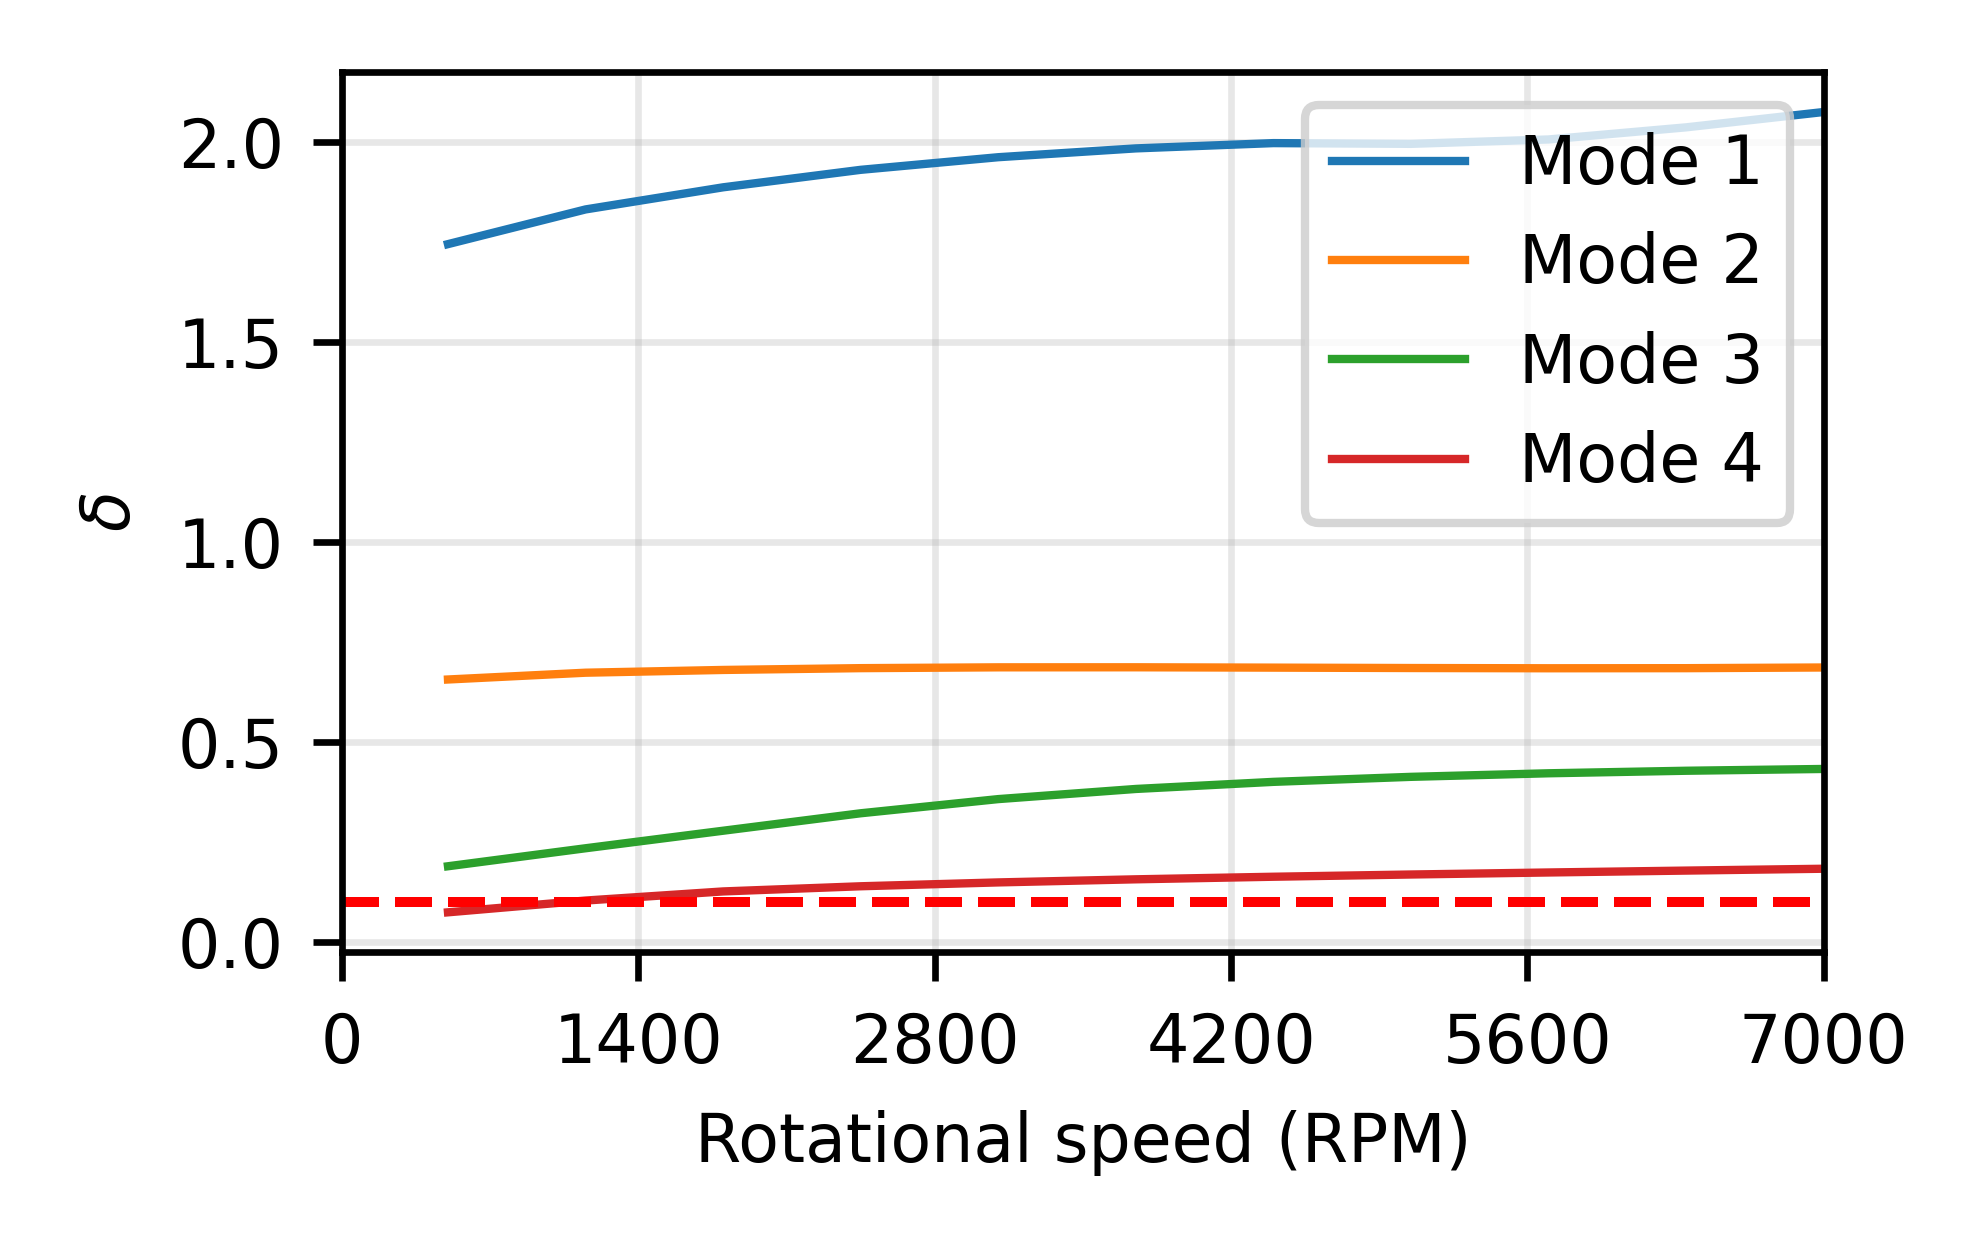 2.0
1.5
1.0
0.5
0.0
δ
Mode 1
Mode 2
Mode 3
Mode 4
0 1400 2800 4200 5600 7000
Rotational speed (RPM)